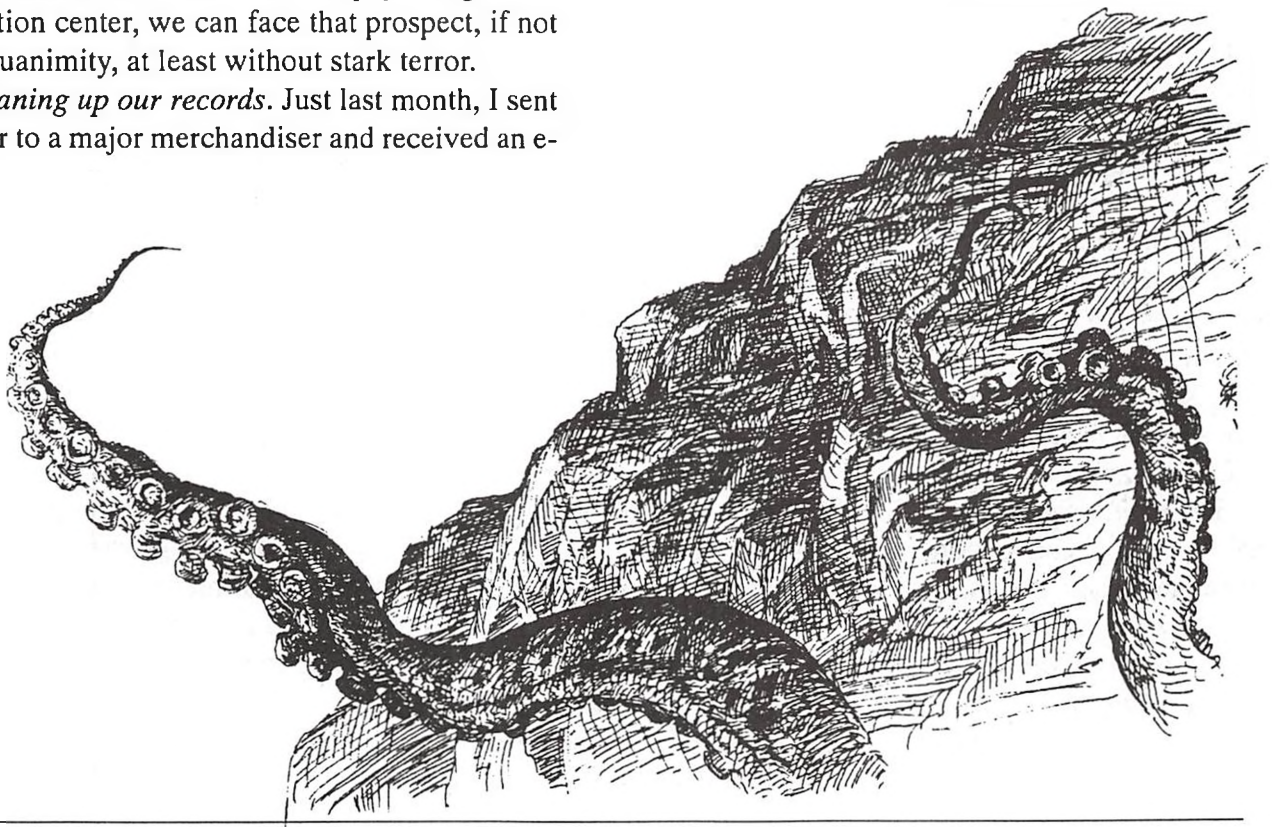 tion center, we can face that prospect, if not
uanimity, at least without stark terror.
aning up our records. Just last month, I sent
r to a major merchandiser and received an e-